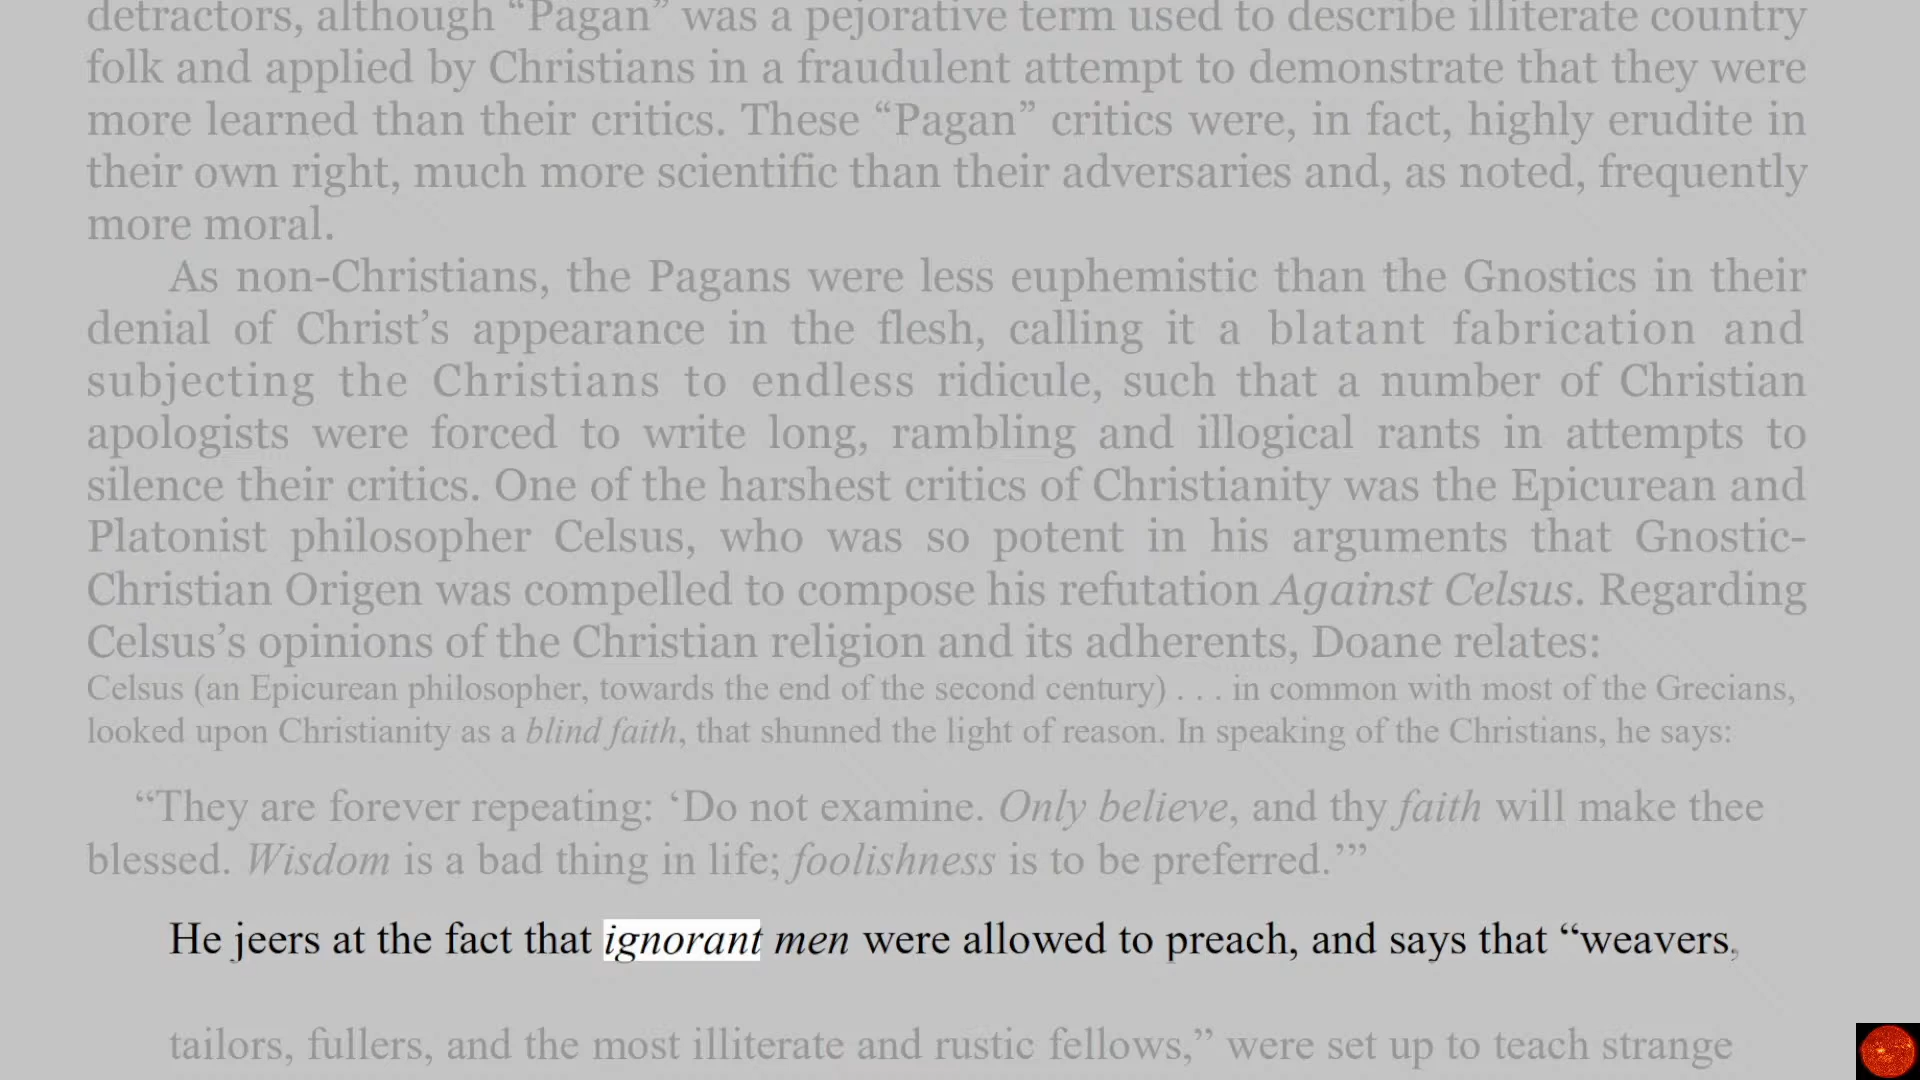 detractors, although “Pagan” was a pejorative term used to describe illiterate country
folk and applied by Christians in a fraudulent attempt to demonstrate that they were
more learned than their critics. These “Pagan” critics were, in fact, highly erudite in
their own right, much more scientific than their adversaries and, as noted, frequently
more moral.
As non-Christians, the Pagans were less euphemistic than the Gnostics in their
denial of Christ’s appearance in the flesh, calling it a blatant fabrication and
subjecting the Christians to endless ridicule, such that a number of Christian
apologists were forced to write long, rambling and illogical rants in attempts to
silence their critics. One of the harshest critics of Christianity was the Epicurean and
Platonist philosopher Celsus, who was so potent in his arguments that Gnostic-
Christian Origen was compelled to compose his refutation Against Celsus. Regarding
Celsus’s opinions of the Christian religion and its adherents, Doane relates:
Celsus (an Epicurean philosopher, towards the end of the second century) . . . in common with most of the Grecians,
looked upon Christianity as a blind faith, that shunned the light of reason. In speaking of the Christians, he says:
“They are forever repeating: ‘Do not examine. Only believe, and thy faith will make thee
blessed. Wisdom is a bad thing in life; foolishness is to be preferred.’”
He jeers at the fact that ignorant men were allowed to preach, and says that “weavers,
tailors, fullers, and the most illiterate and rustic fellows,” were set up to teach strange